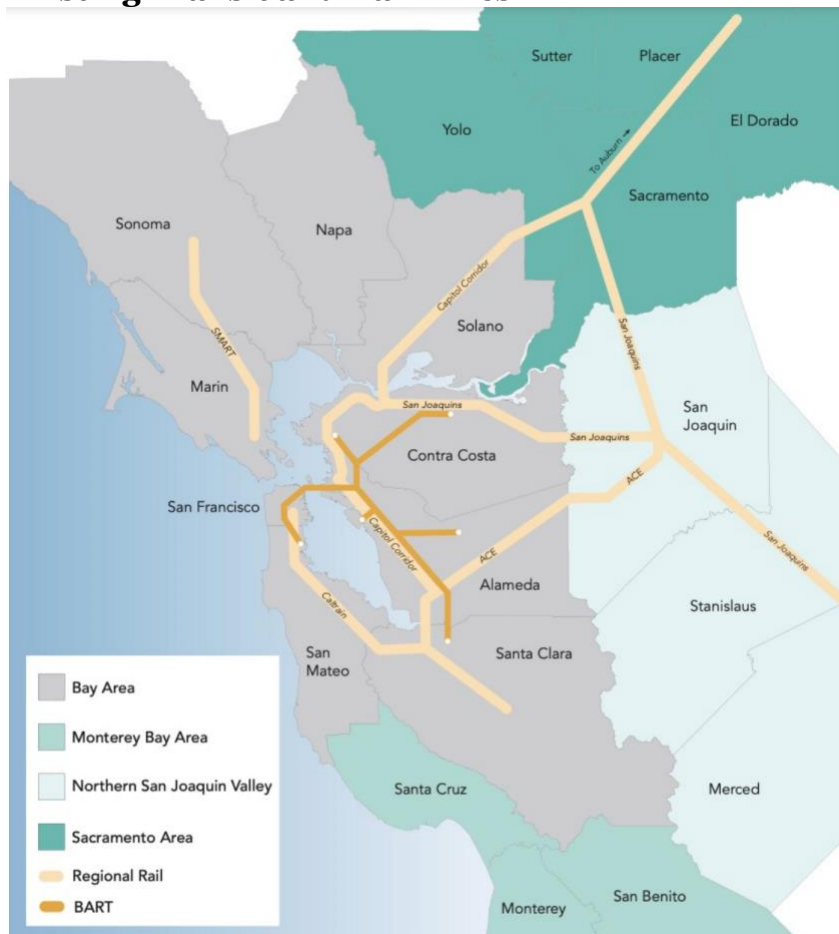 Sutter
Placer
El Dorado
Yolo
To Auburn →
Sacramento
Sonoma
Napa
Capitol Corridor
Solano
SMART
San Joaquins
Marin
San Joaquins
San Joaquin
San Joaquins
Contra Costa
ACE
San Francisco
Capitol Corridor
San Joaquins
ACE
Alameda
Caltrain
Stanislaus
San Mateo
Santa Clara
Bay Area
Monterey Bay Area
Northern San Joaquin Valley
Santa Cruz
Merced
Sacramento Area
Regional Rail
San Benito
BART
Monterey